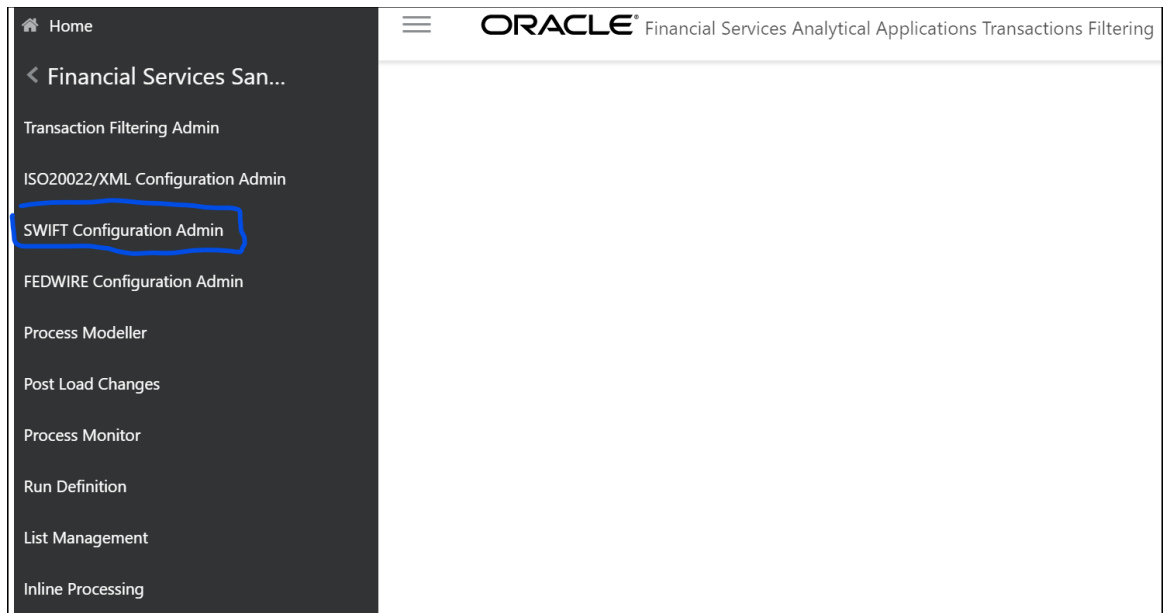 Home
ORACLE® Financial Services Analytical Applications Transactions Filtering
Financial Services San...
Transaction Filtering Admin
ISO20022/XML Configuration Admin
SWIFT Configuration Admin
FEDWIRE Configuration Admin
Process Modeller
Post Load Changes
Process Monitor
Run Definition
List Management
Inline Processing